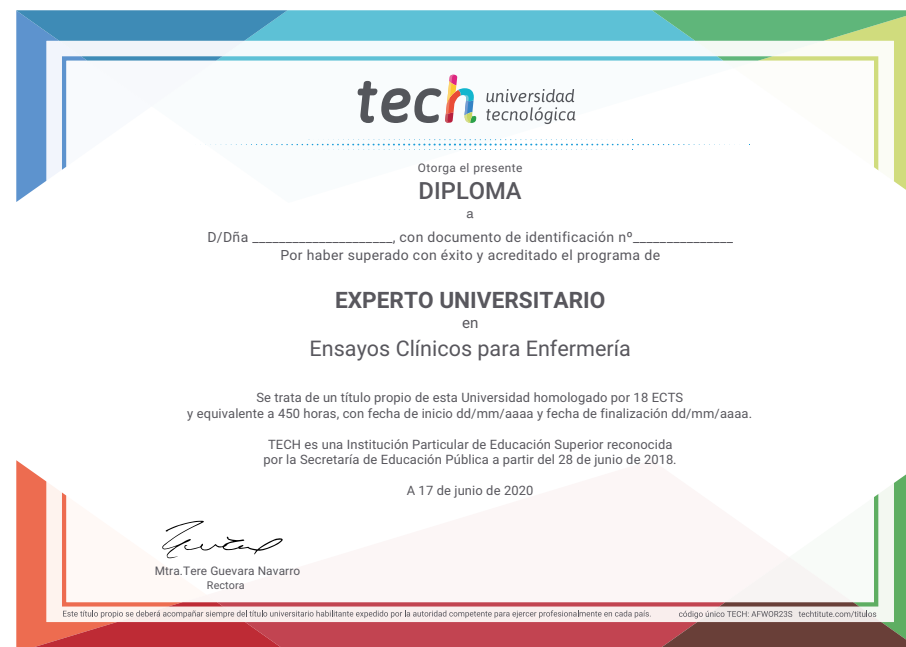 tech universidad
tecnológica
Otorga el presente
DIPLOMA
a
D/Dña _____________________, con documento de identificación nº_______________
Por haber superado con éxito y acreditado el programa de
EXPERTO UNIVERSITARIO
en
Ensayos Clínicos para Enfermería
Se trata de un título propio de esta Universidad homologado por 18 ECTS
y equivalente a 450 horas, con fecha de inicio dd/mm/aaaa y fecha de finalización dd/mm/aaaa.
TECH es una Institución Particular de Educación Superior reconocida
por la Secretaría de Educación Pública a partir del 28 de junio de 2018.
A 17 de junio de 2020
Mtra.Tere Guevara Navarro
Rectora
Este título propio se deberá acompañar siempre del título universitario habilitante expedido por la autoridad competente para ejercer profesionalmente en cada país. código único TECH: AFWOR23S techtitute.com/titulos